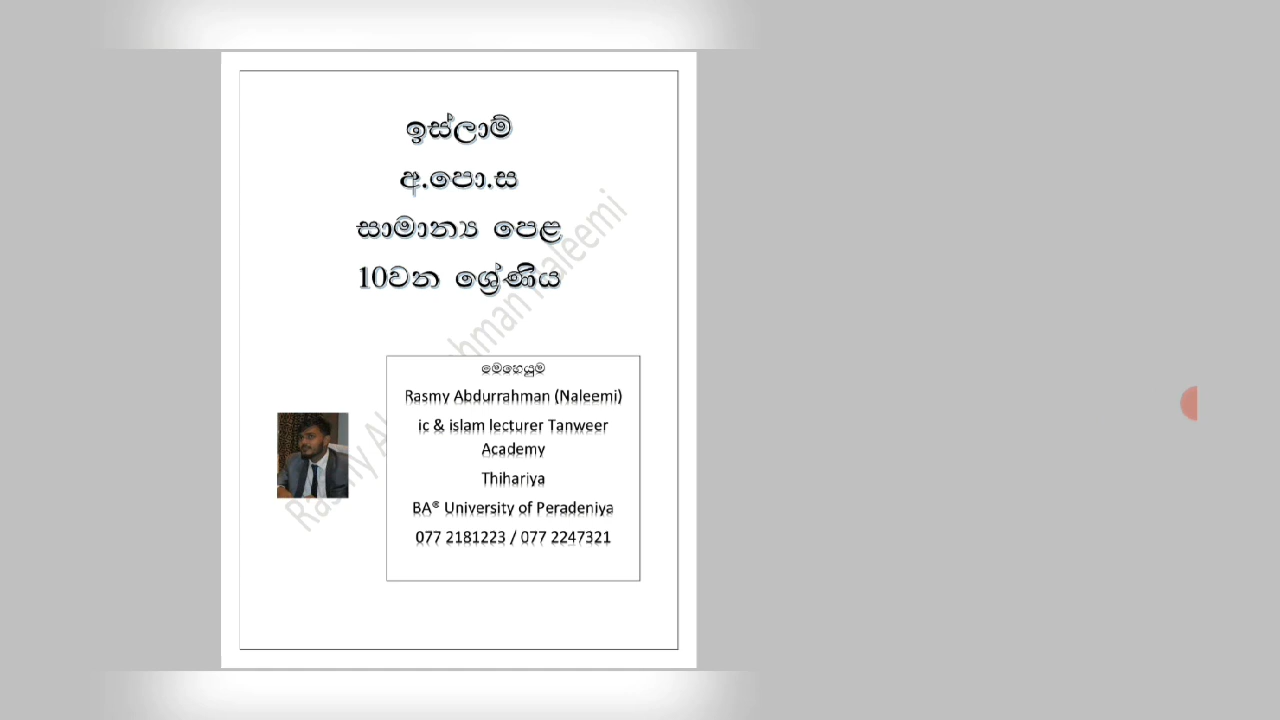 ඉස්ලාම්
අ.පො.ස
සාමාන්‍ය පෙළ
10වන ශ්‍රේණිය
මෙහෙයුම
Rasmy Abdurrahman (Naleemi)
ic & islam lecturer Tanweer
Academy
Thihariya
BA® University of Peradeniya
077 2181223 / 077 2247321